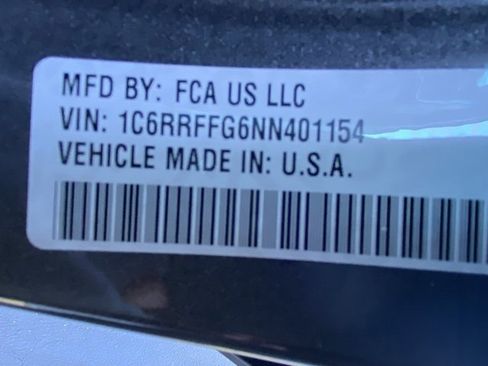 MFD BY: FCA US LLC
VIN: 1C6RRFFG6NN401154
VEHICLE MADE IN: U.S.A.